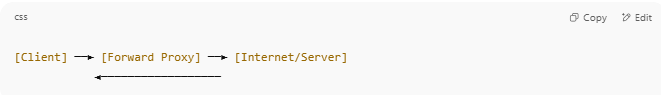 css
Copy
Edit
[Client] ──► [Forward Proxy] ──► [Internet/Server]
◄──────────────────